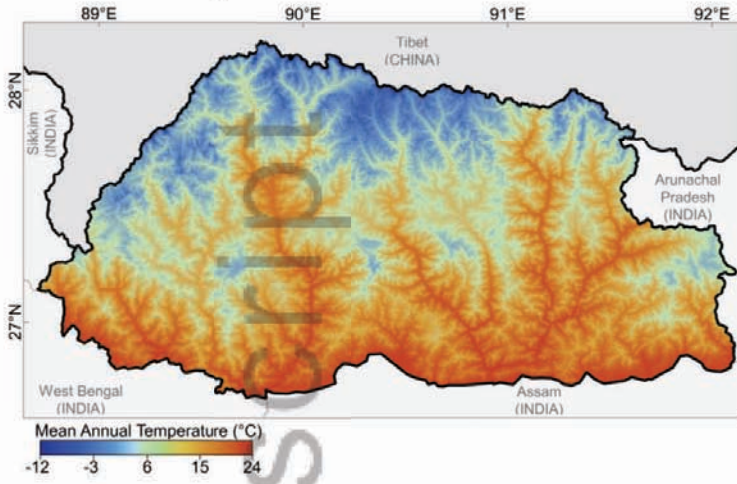 89°E 90°E 91°E 92°E
Tibet
(CHINA)
28°N
Sikkim
(INDIA)
Arunachal
Pradesh
(INDIA)
27°N
West Bengal
(INDIA)
Assam
(INDIA)
Mean Annual Temperature (°C)
-12 -3 6 15 24
script